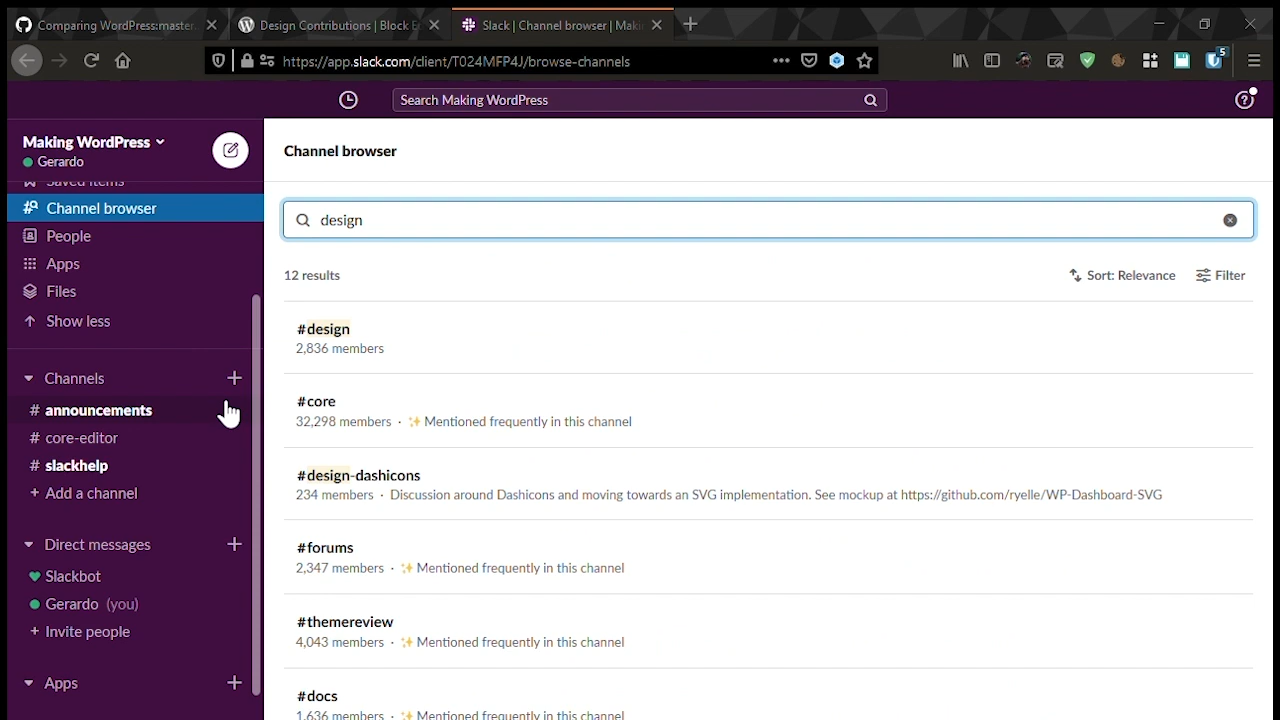 Comparing WordPress:master
Design Contributions | Block E
Slack | Channel browser | Maki
https://app.slack.com/client/T024MFP4J/browse-channels
5
Search Making WordPress
Making WordPress
Gerardo
Saved items
Channel browser
People
Apps
Files
Show less
Channels
# announcements
# core-editor
# slackhelp
+ Add a channel
Direct messages
Slackbot
Gerardo (you)
+ Invite people
Apps
Channel browser
design
12 results
Sort: Relevance
Filter
#design
2,836 members
#core
32,298 members · ✨ Mentioned frequently in this channel
#design-dashicons
234 members · Discussion around Dashicons and moving towards an SVG implementation. See mockup at https://github.com/ryelle/WP-Dashboard-SVG
#forums
2,347 members · ✨ Mentioned frequently in this channel
#themereview
4,043 members · ✨ Mentioned frequently in this channel
#docs
1,636 members · ✨ Mentioned frequently in this channel